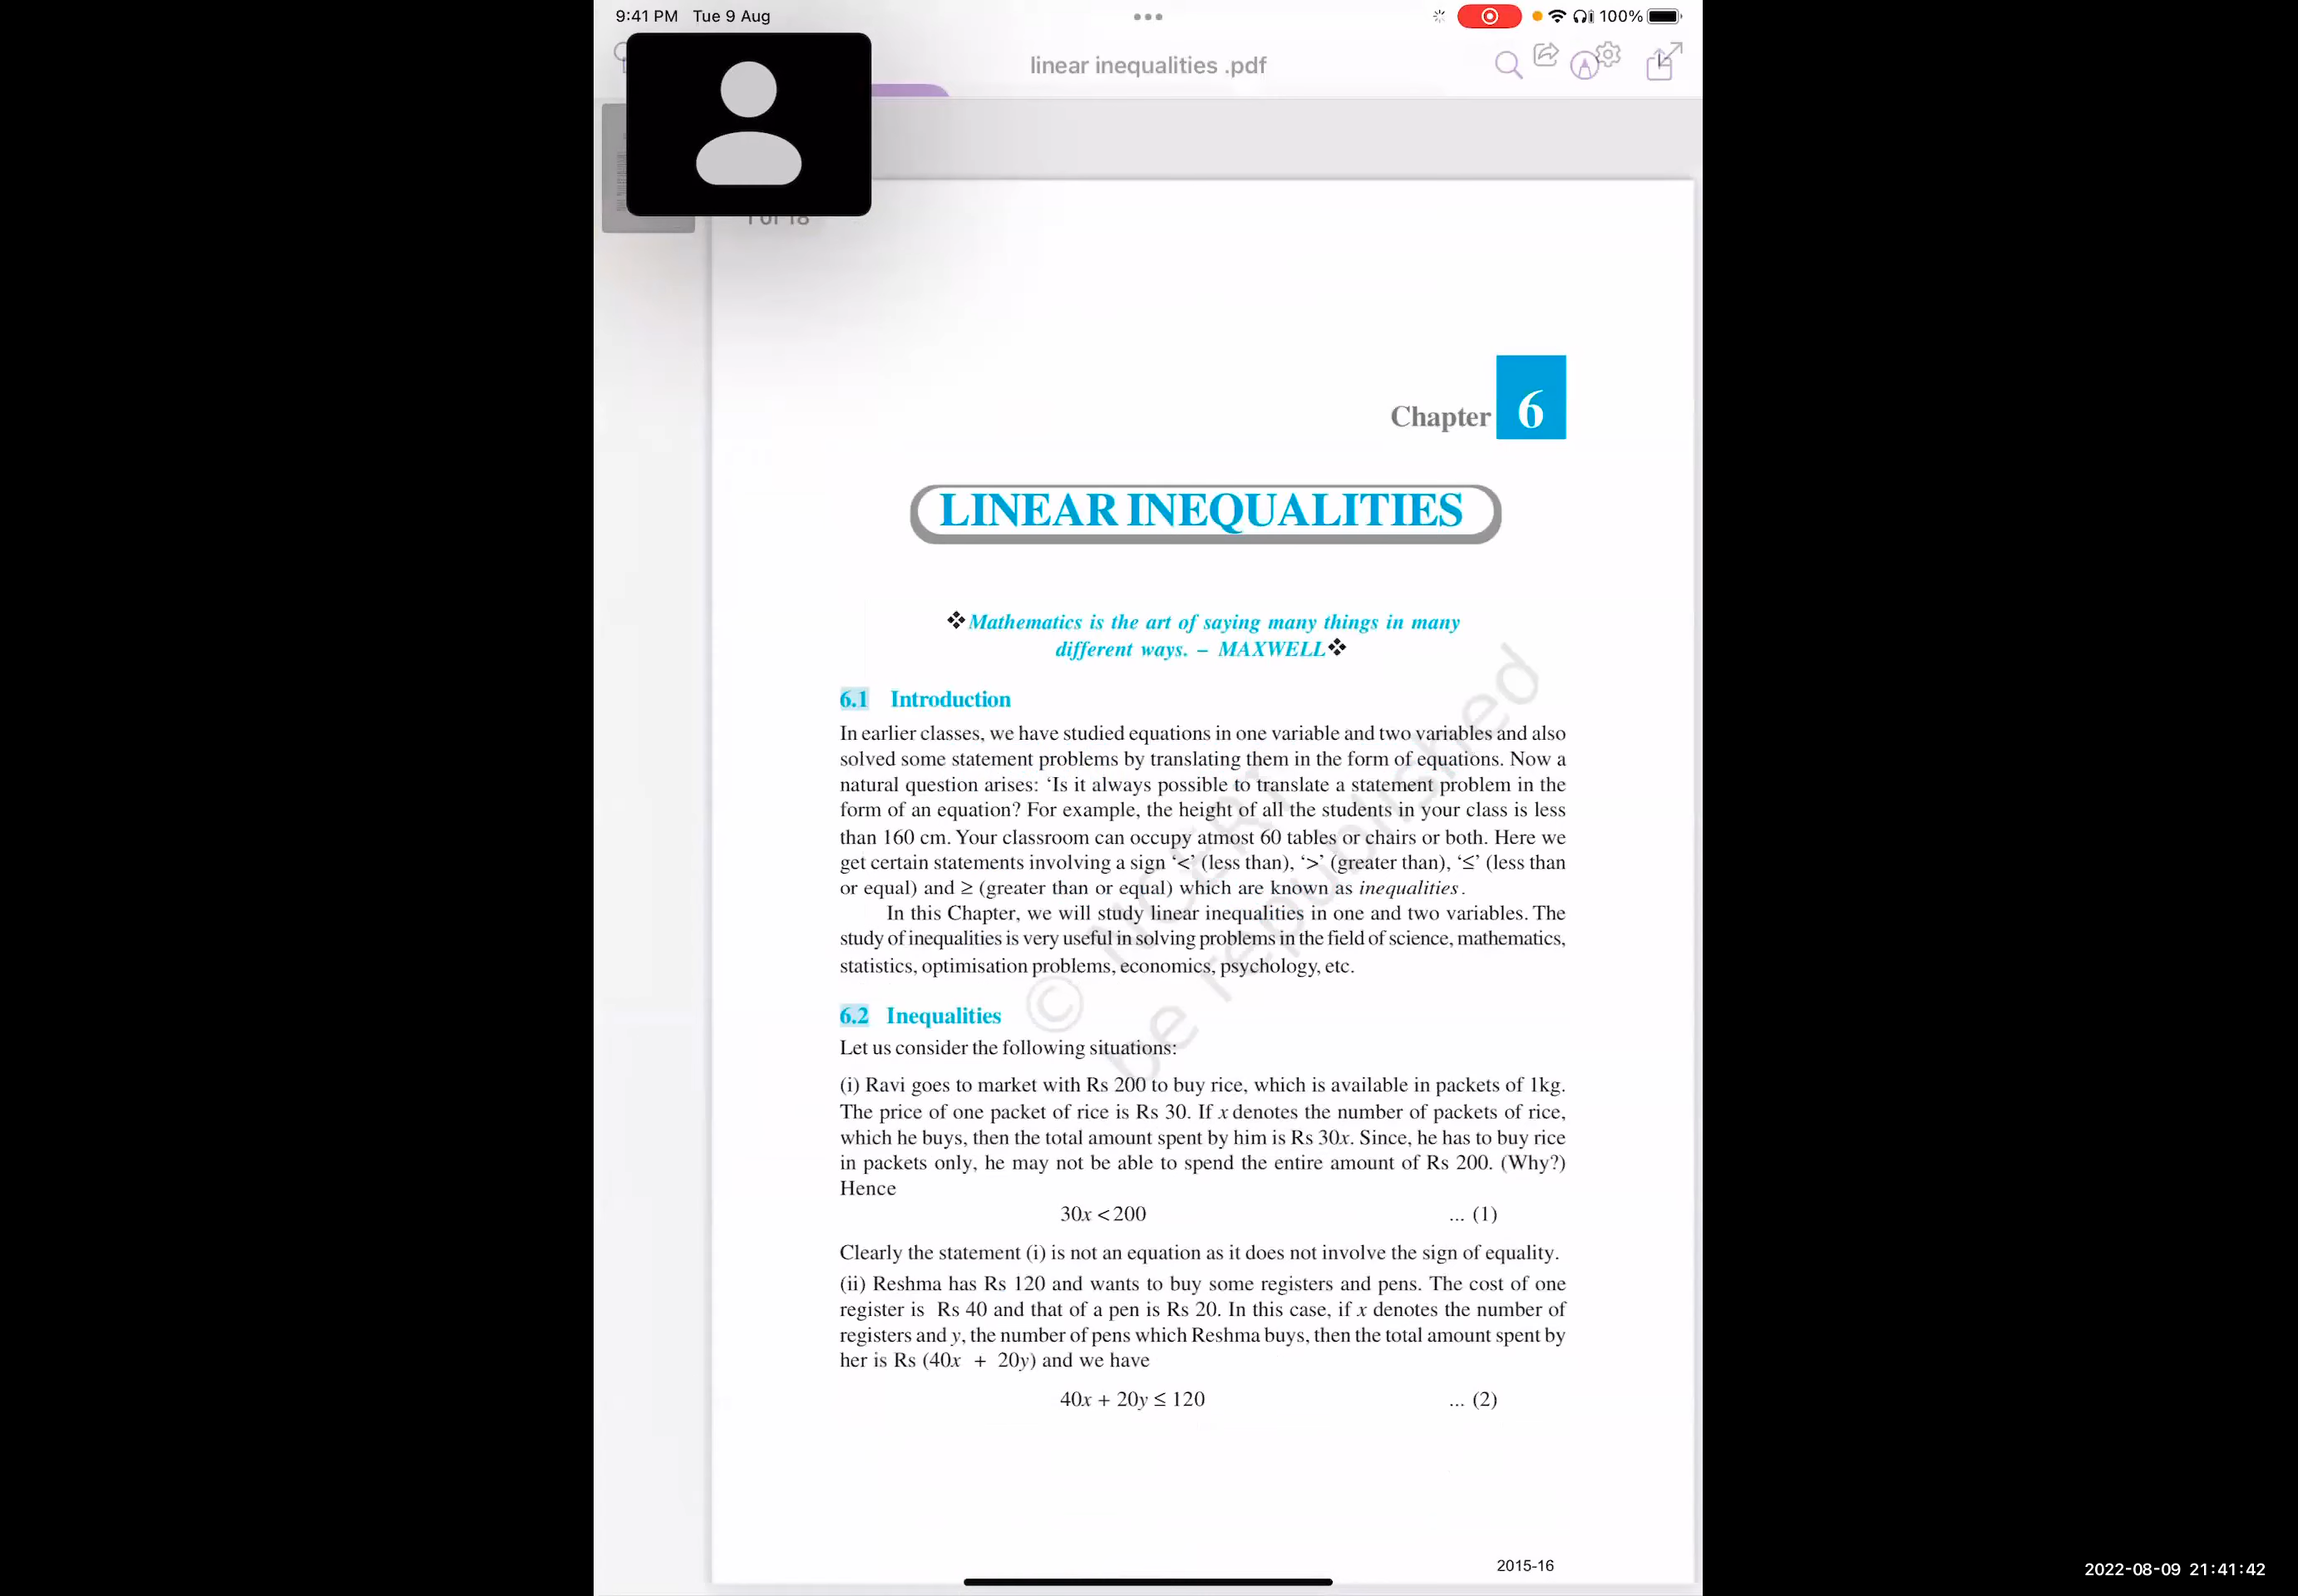 9:41 PM Tue 9 Aug
100%
linear inequalities .pdf
1 of 18
Chapter 6
LINEAR INEQUALITIES
❖Mathematics is the art of saying many things in many
different ways. – MAXWELL❖
6.1 Introduction
In earlier classes, we have studied equations in one variable and two variables and also
solved some statement problems by translating them in the form of equations. Now a
natural question arises: ‘Is it always possible to translate a statement problem in the
form of an equation? For example, the height of all the students in your class is less
than 160 cm. Your classroom can occupy atmost 60 tables or chairs or both. Here we
get certain statements involving a sign ‘<’ (less than), ‘>’ (greater than), ‘≤’ (less than
or equal) and ≥ (greater than or equal) which are known as inequalities.
In this Chapter, we will study linear inequalities in one and two variables. The
study of inequalities is very useful in solving problems in the field of science, mathematics,
statistics, optimisation problems, economics, psychology, etc.
6.2 Inequalities
Let us consider the following situations:
(i) Ravi goes to market with Rs 200 to buy rice, which is available in packets of 1kg.
The price of one packet of rice is Rs 30. If x denotes the number of packets of rice,
which he buys, then the total amount spent by him is Rs 30x. Since, he has to buy rice
in packets only, he may not be able to spend the entire amount of Rs 200. (Why?)
Hence
30x < 200 ... (1)
Clearly the statement (i) is not an equation as it does not involve the sign of equality.
(ii) Reshma has Rs 120 and wants to buy some registers and pens. The cost of one
register is Rs 40 and that of a pen is Rs 20. In this case, if x denotes the number of
registers and y, the number of pens which Reshma buys, then the total amount spent by
her is Rs (40x + 20y) and we have
40x + 20y ≤ 120 ... (2)
© NCERT
be republished
2015-16
2022-08-09 21:41:42